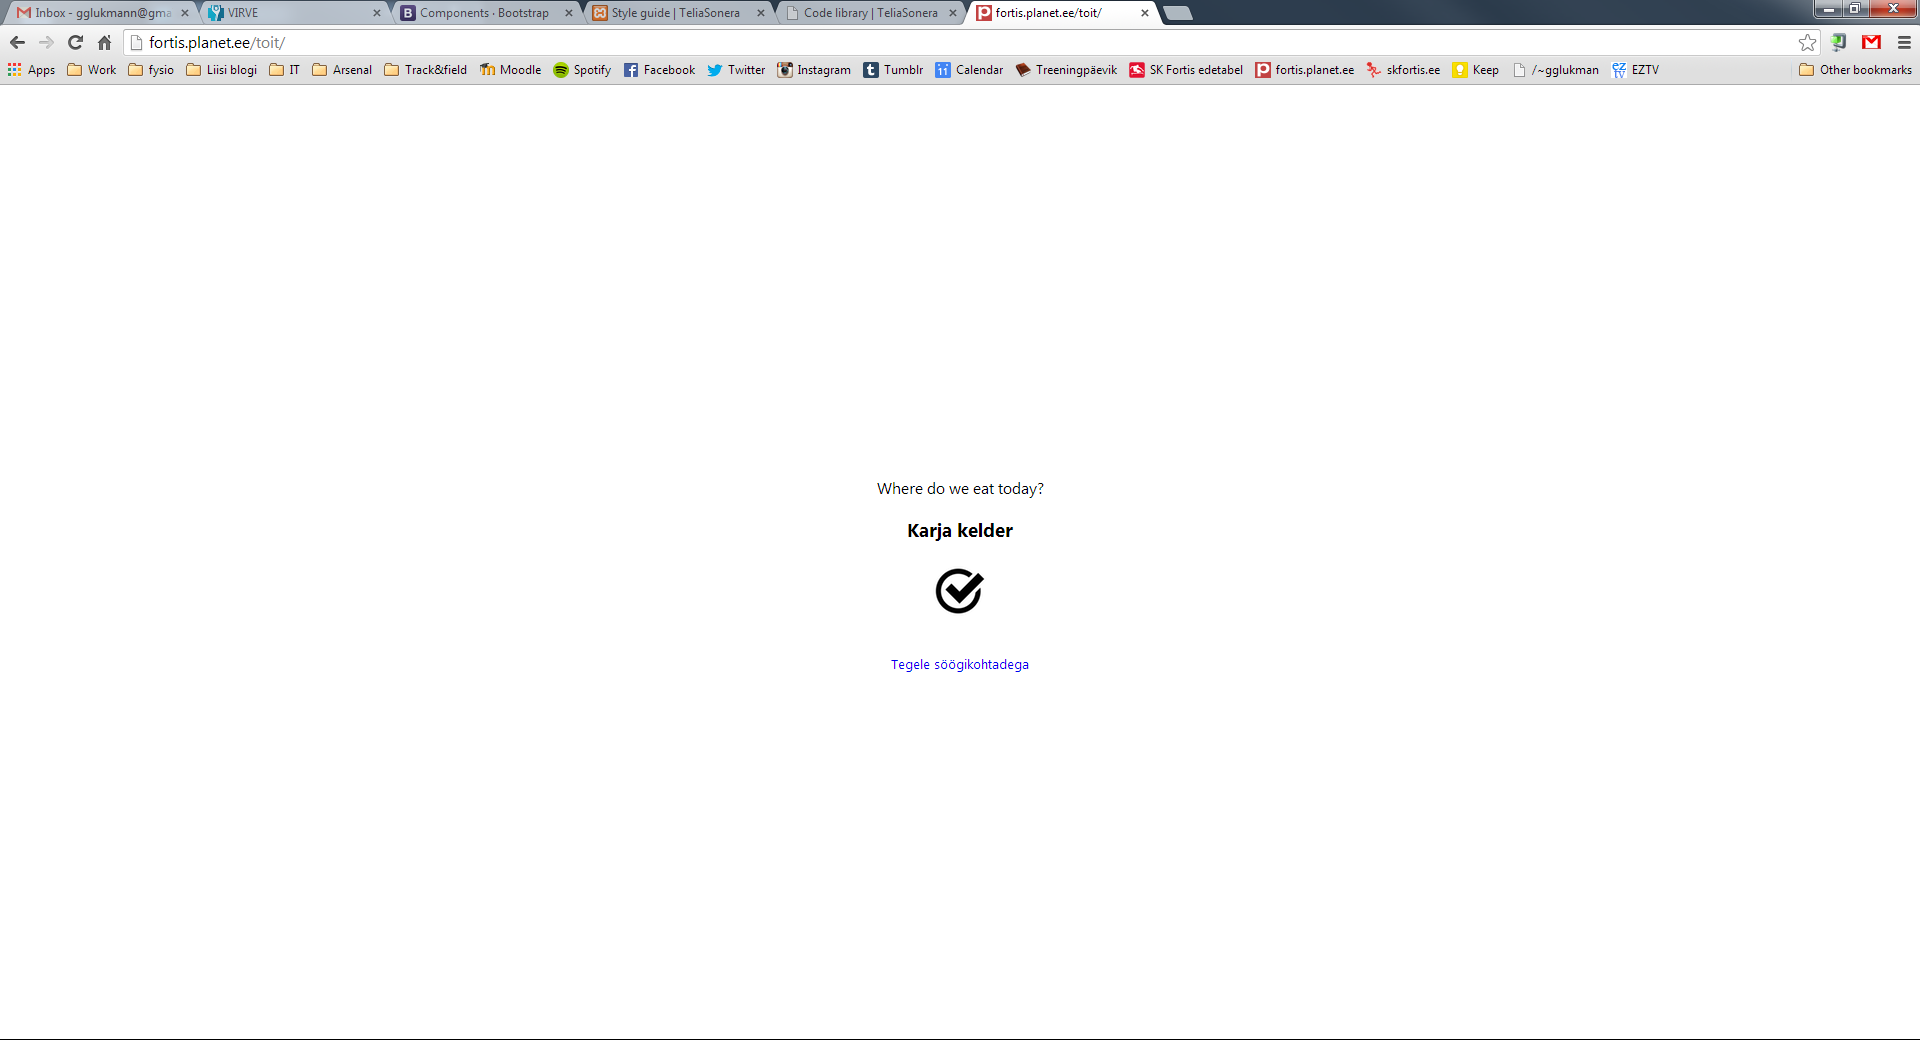 Inbox - gglukmann@gma
VIRVE
Components · Bootstrap
Style guide | TeliaSonera
Code library | TeliaSonera
fortis.planet.ee/toit/
fortis.planet.ee/toit/
Apps Work fysio Liisi blogi IT Arsenal Track&field Moodle Spotify Facebook Twitter Instagram Tumblr 11 Calendar Treeningpäevik SK Fortis edetabel fortis.planet.ee skfortis.ee Keep /~gglukman EZTV Other bookmarks
Where do we eat today?
Karja kelder
Tegele söögikohtadega